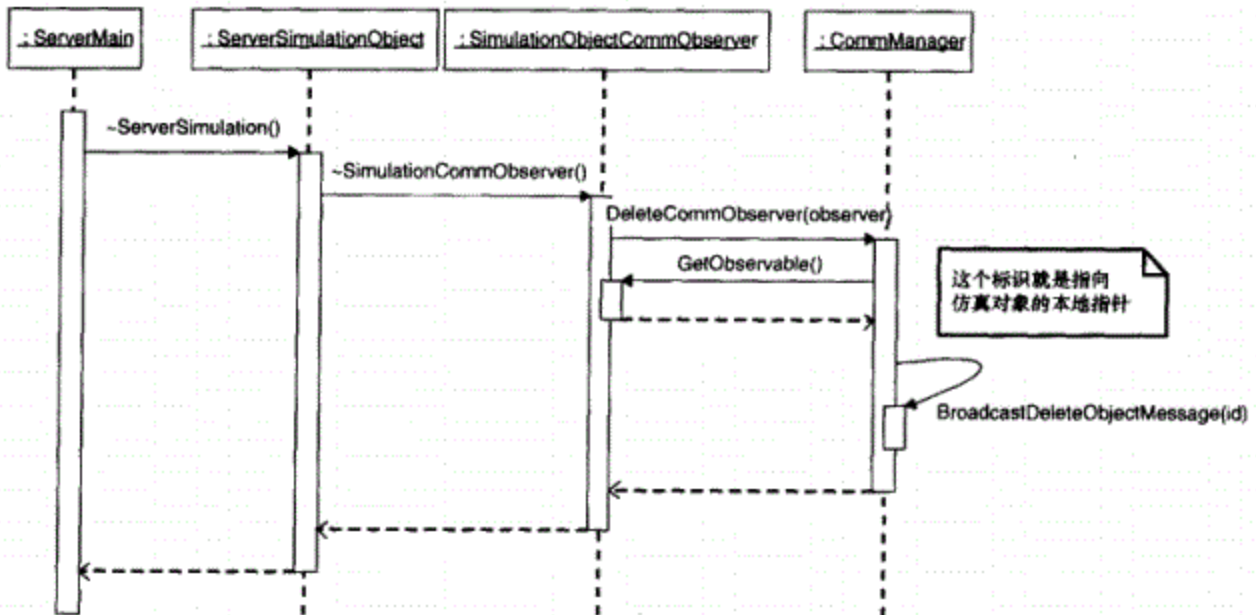 : ServerMain
: ServerSimulationObject
: SimulationObjectCommObserver
: CommManager
~ServerSimulation()
~SimulationCommObserver()
DeleteCommObserver(observer)
GetObservable()
这个标识就是指向
仿真对象的本地指针
BroadcastDeleteObjectMessage(id)